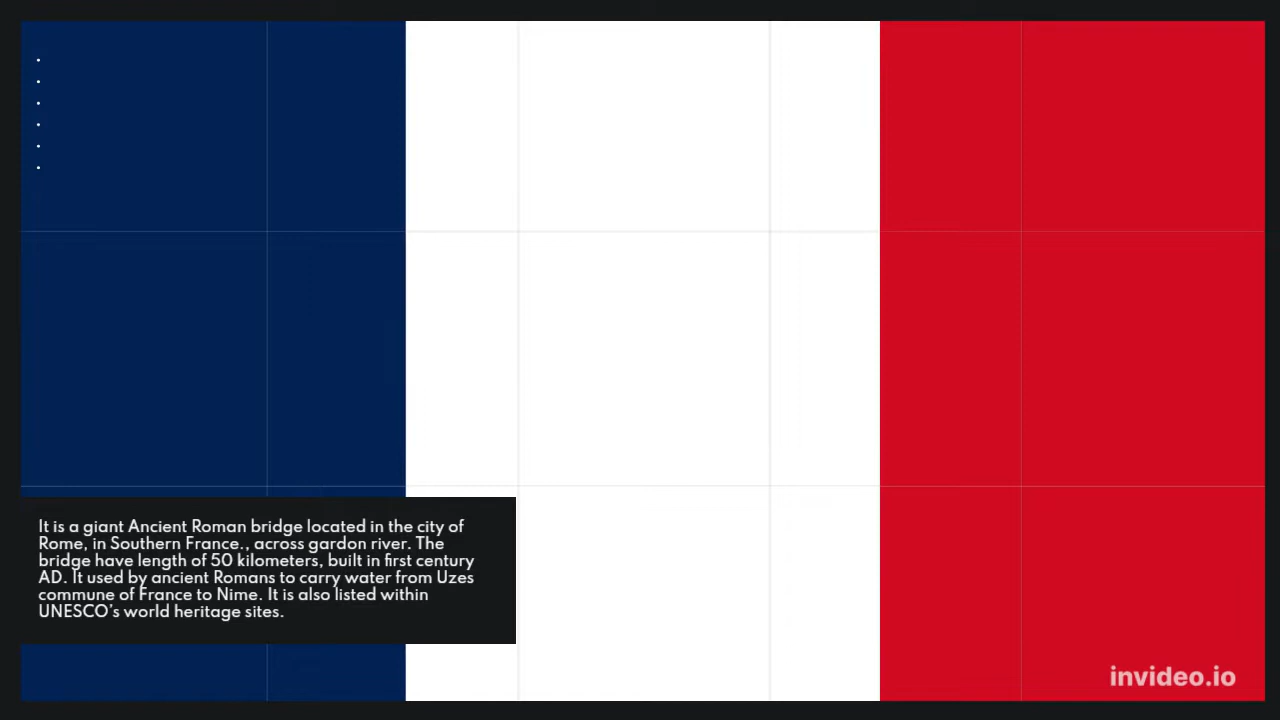 It is a giant Ancient Roman bridge located in the city of
Rome, in Southern France., across gardon river. The
bridge have length of 50 kilometers, built in first century
AD. It used by ancient Romans to carry water from Uzes
commune of France to Nime. It is also listed within
UNESCO's world heritage sites.
invideo.io